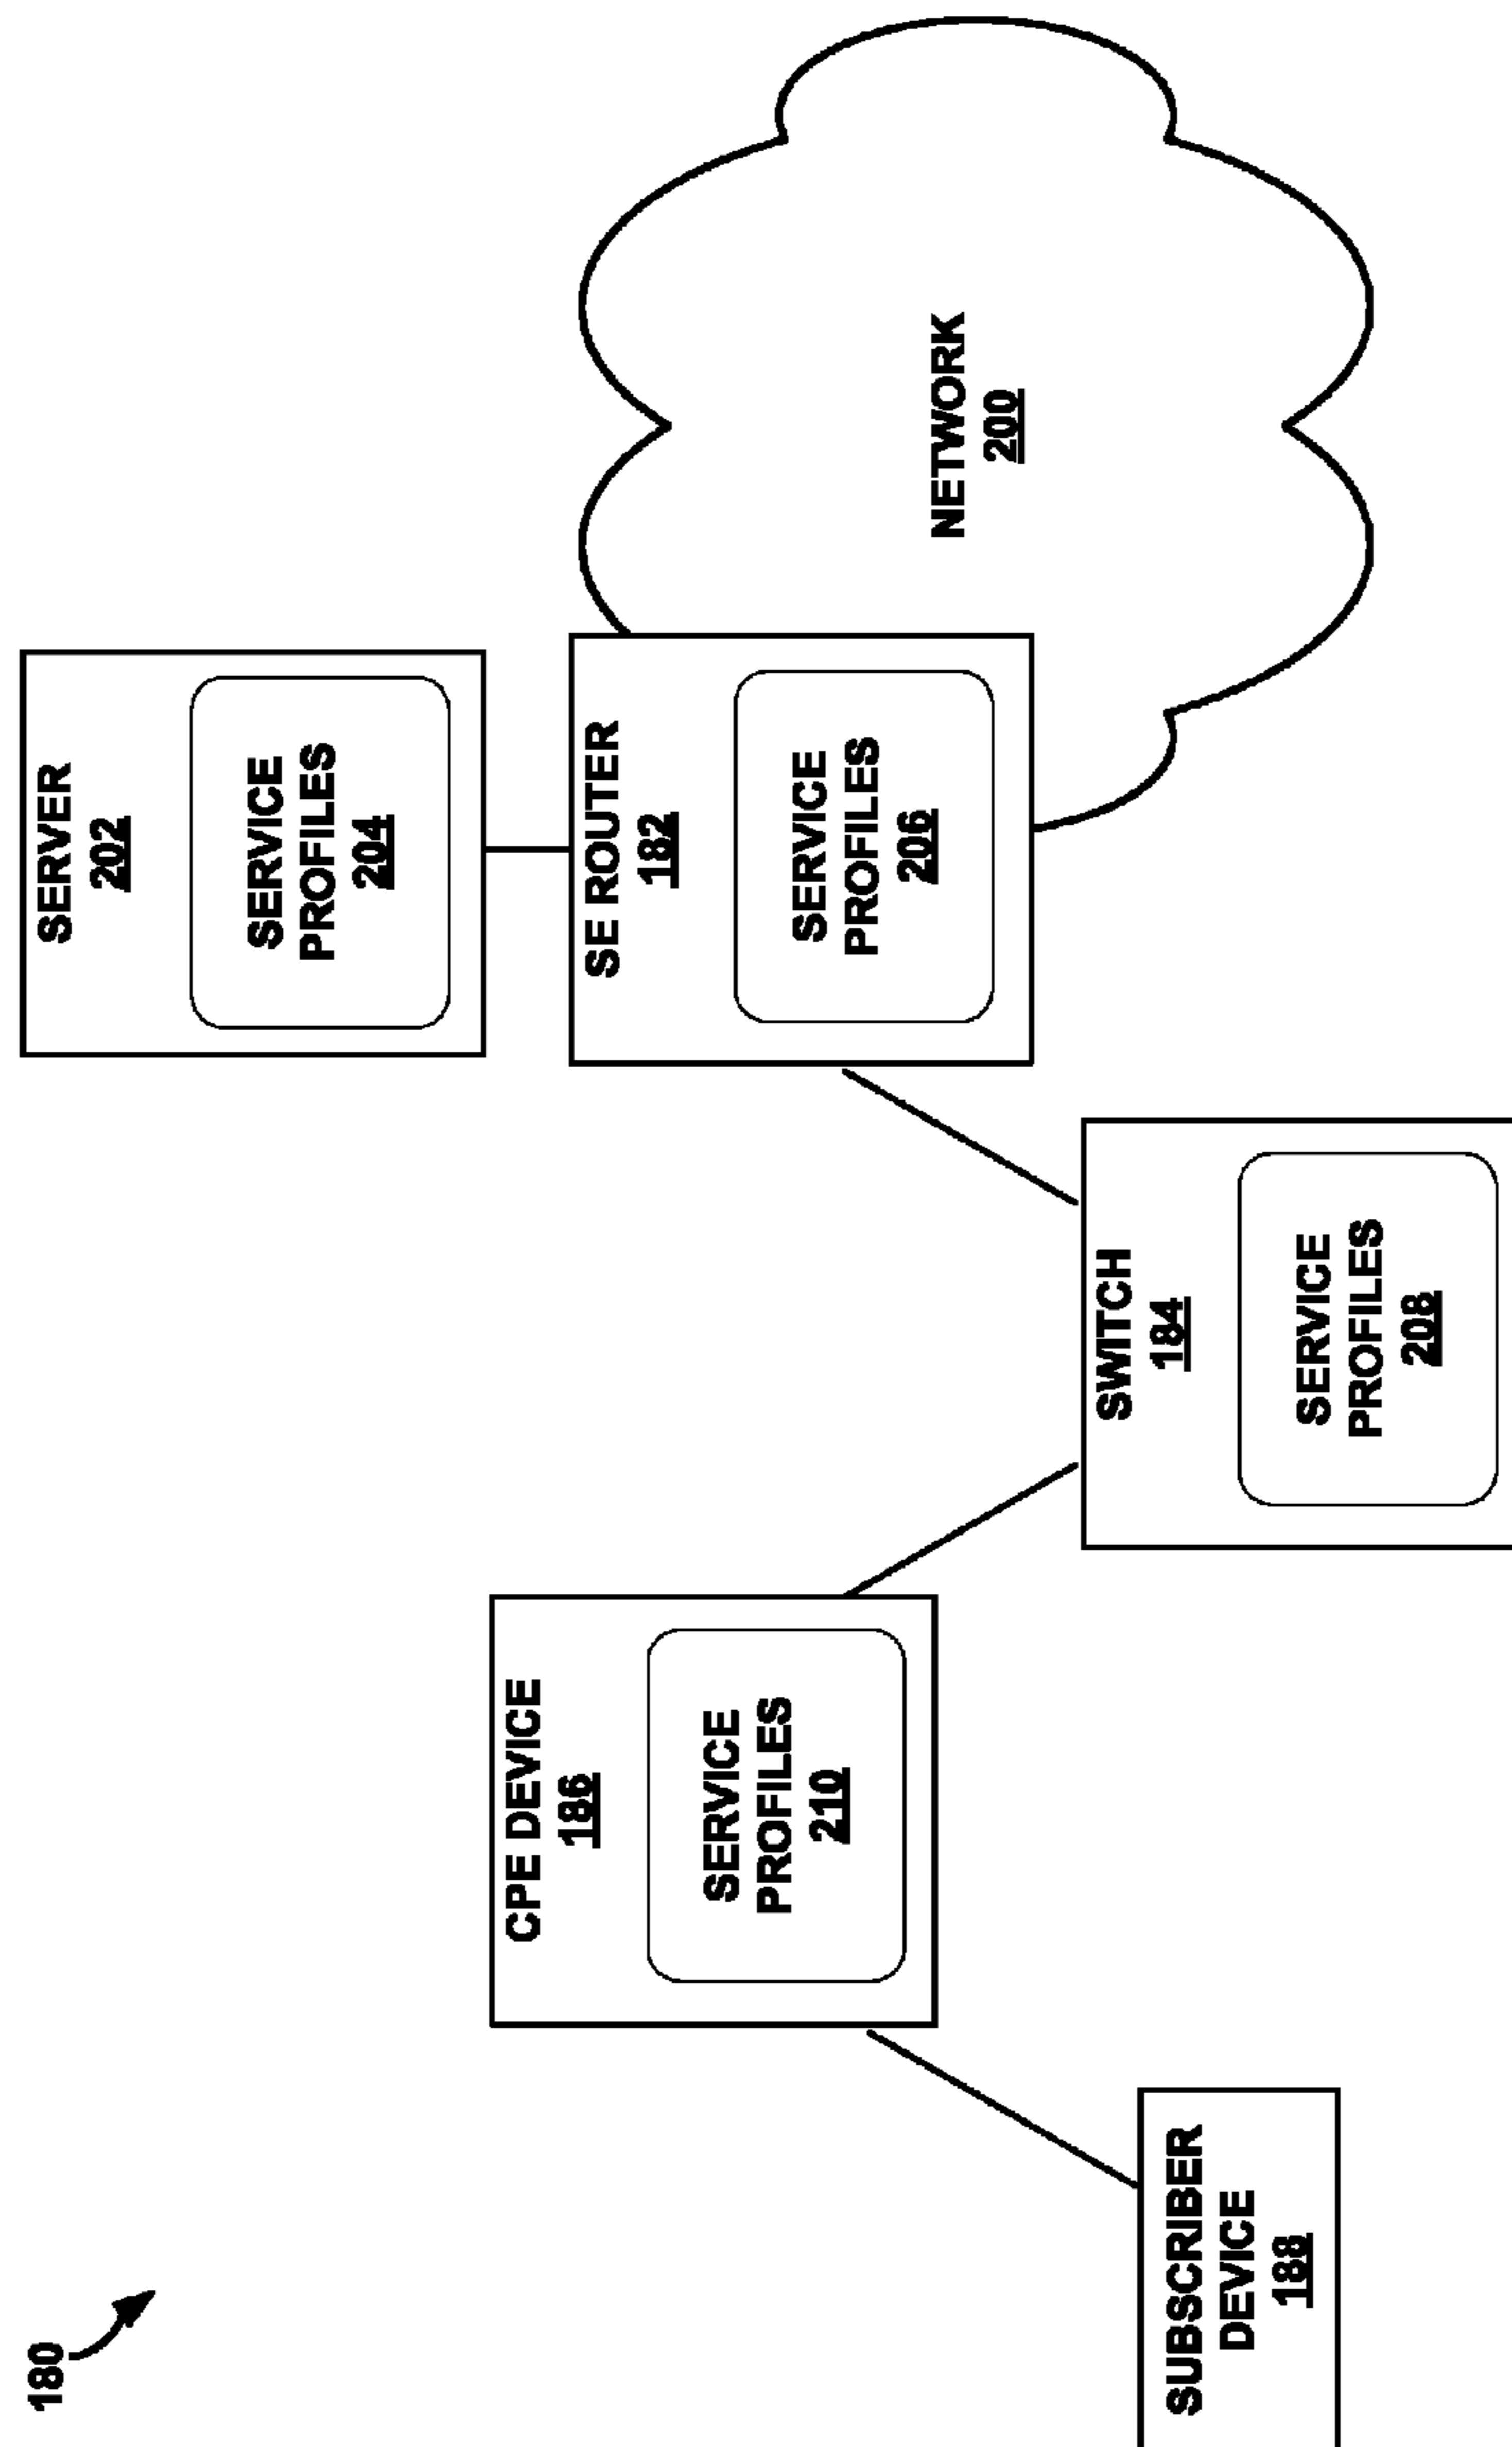 180
SERVER
202
SERVICE
PROFILES
204
SE ROUTER
182
SERVICE
PROFILES
206
NETWORK
200
CPE DEVICE
186
SERVICE
PROFILES
210
SWITCH
184
SERVICE
PROFILES
208
SUBSCRIBER
DEVICE
188